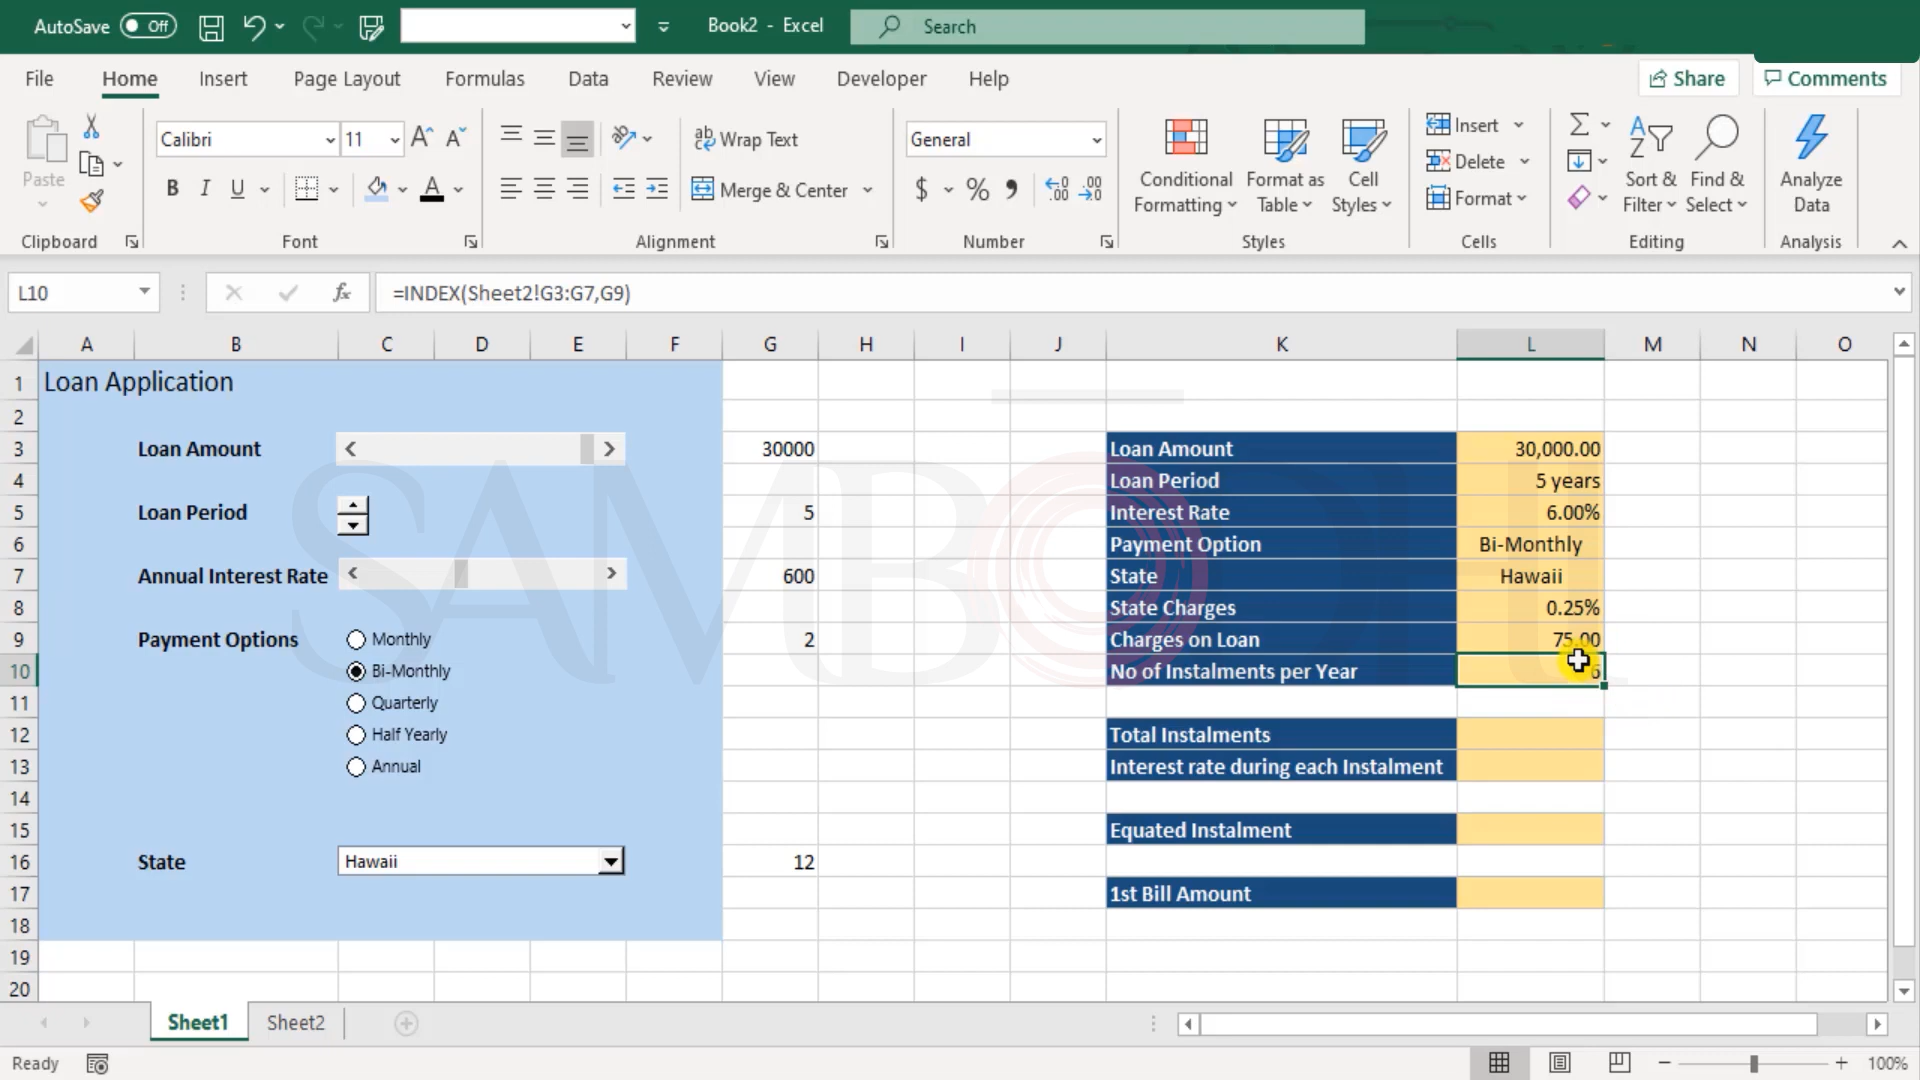 AutoSave Off Book2 - Excel Search
File Home Insert Page Layout Formulas Data Review View Developer Help Share Comments
Paste Calibri 11 Wrap Text General Conditional Formatting Format as Table Cell Styles Insert Sort & Filter Find & Select Analyze Data
B I U Merge & Center $ % Delete
Format
Clipboard Font Alignment Number Styles Cells Editing Analysis
L10 fx =INDEX(Sheet2!G3:G7,G9)
A B C D E F G H I J K L M N O
1 Loan Application
2
3 Loan Amount 30000 Loan Amount 30,000.00
4 Loan Period 5 years
5 Loan Period 5 Interest Rate 6.00%
6 Payment Option Bi-Monthly
7 Annual Interest Rate 600 State Hawaii
8 State Charges 0.25%
9 Payment Options Monthly 2 Charges on Loan 75.00
10 Bi-Monthly No of Instalments per Year 6
11 Quarterly
12 Half Yearly Total Instalments
13 Annual Interest rate during each Instalment
14
15 Equated Instalment
16 State Hawaii 12
17 1st Bill Amount
18
19
20
SAMBODH
Sheet1 Sheet2
Ready 100%